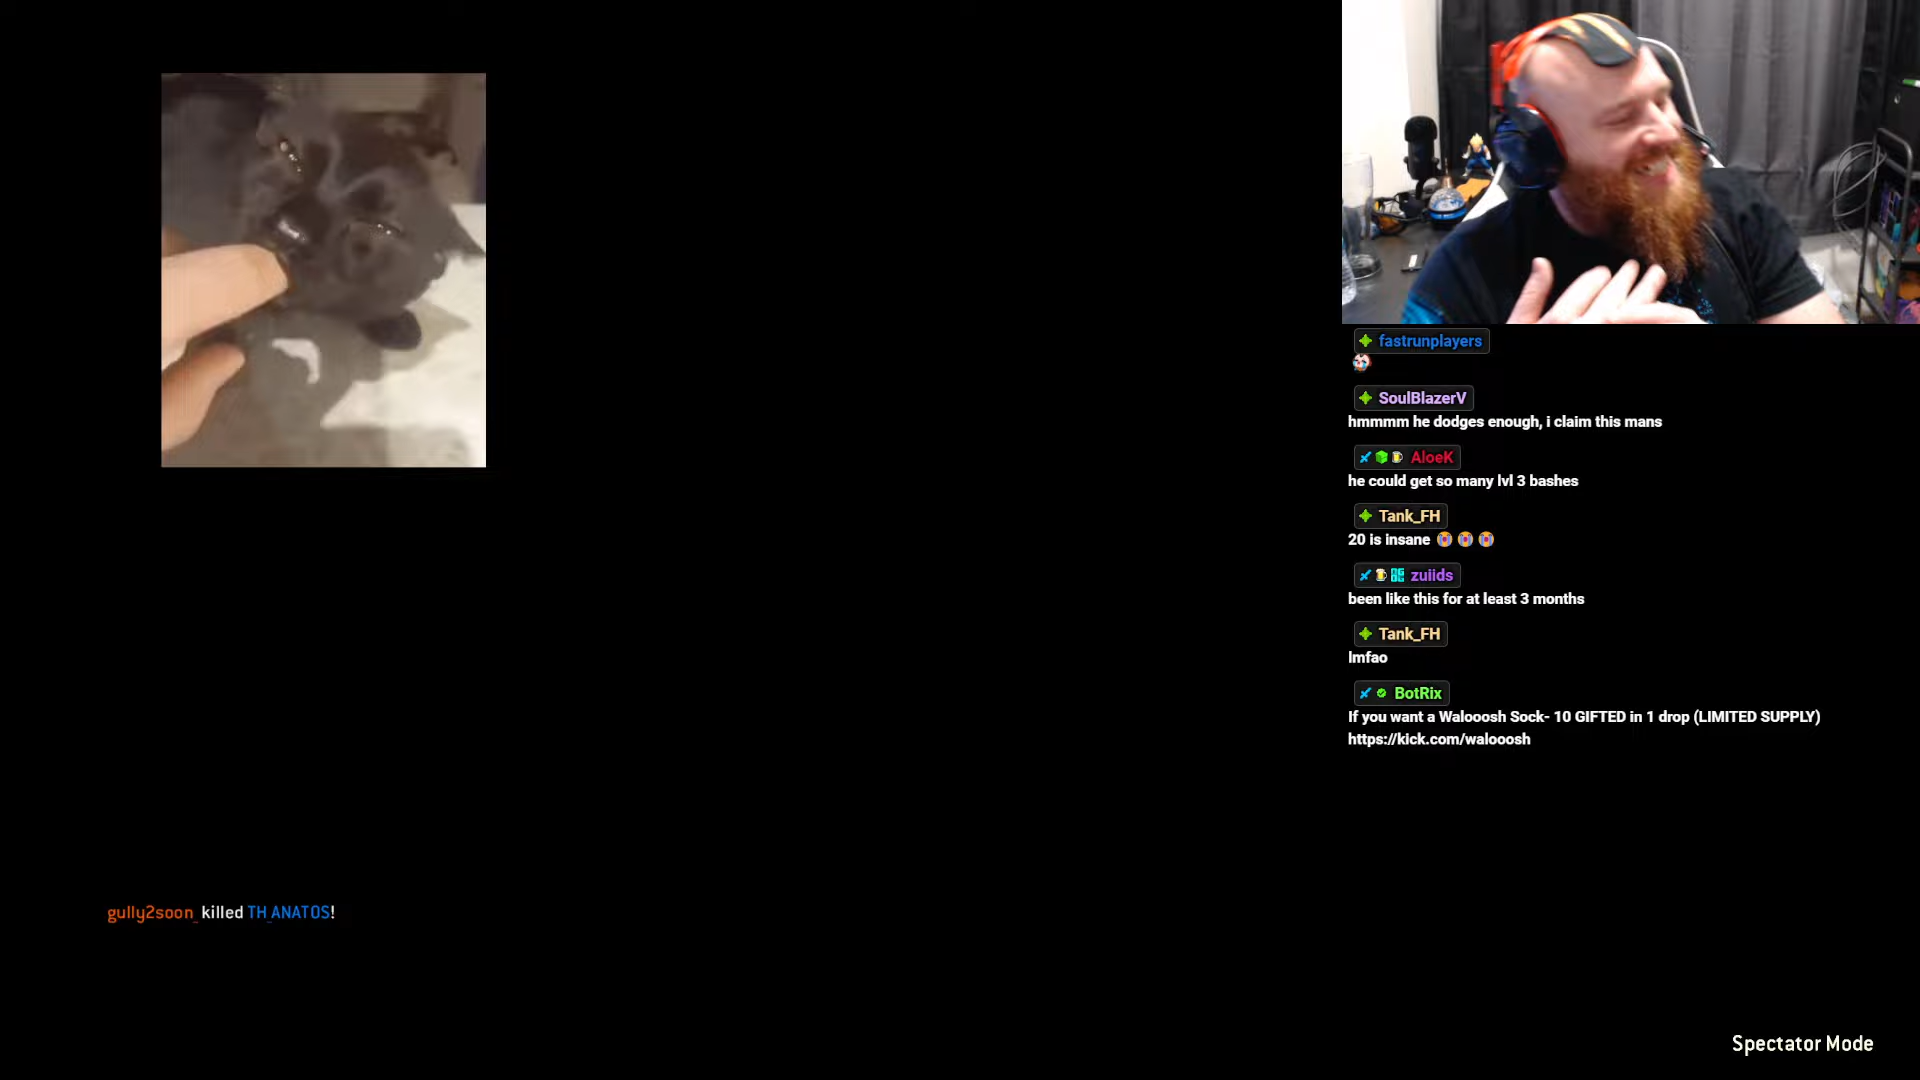 fastrunplayers
SoulBlazerV
hmmmm he dodges enough, i claim this mans
AloeK
he could get so many lvl 3 bashes
Tank_FH
20 is insane
zuiids
been like this for at least 3 months
Tank_FH
lmfao
BotRix
If you want a Walooosh Sock- 10 GIFTED in 1 drop (LIMITED SUPPLY)
https://kick.com/walooosh
gully2soon_ killed TH_ANATOS!
Spectator Mode